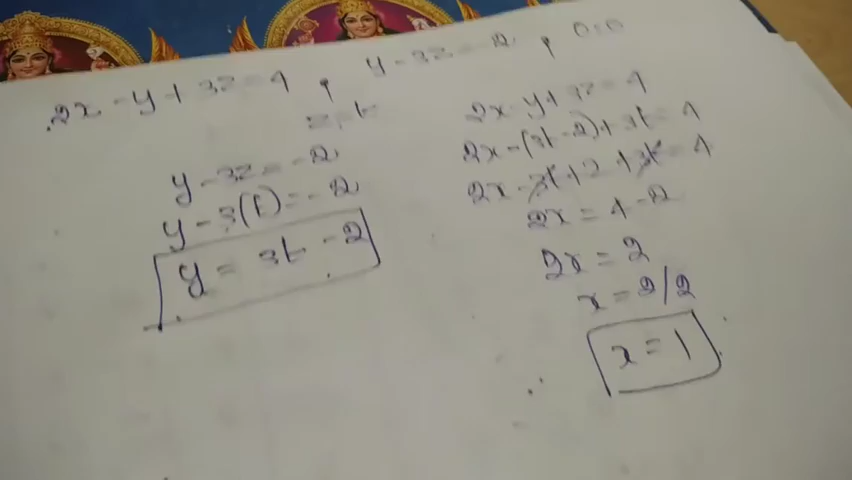 2x - y + 3z = 4 , y - 3z = -2 , 0=0
z = t
y - 3z = -2
y - 3(t) = -2
y = 3t - 2
2x - y + 3z = 4
2x - (3t - 2) + 3t = 4
2x - 3t + 2 + 3t = 4
2x = 4 - 2
2x = 2
x = 2/2
x = 1